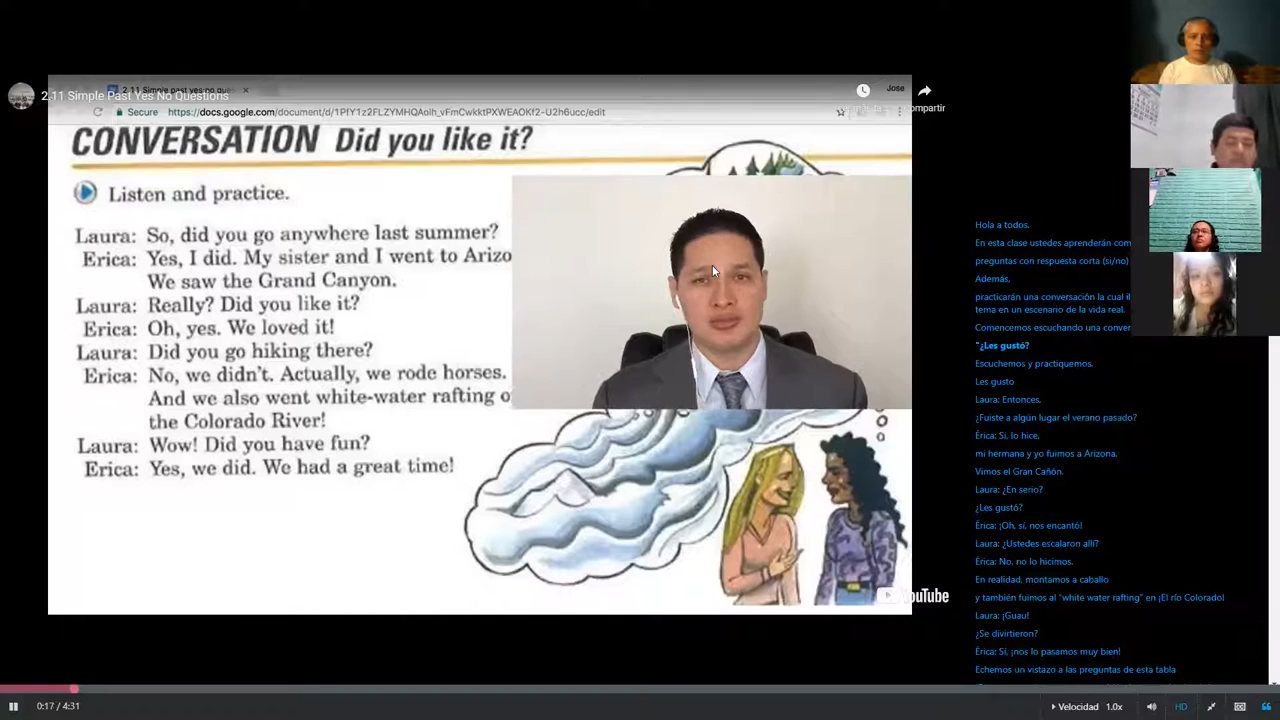 2.11 Simple past yes no ques
Jose
2.11 Simple Past Yes No Questions
Secure
https://docs.google.com/document/d/1PfY1z2FLZYMHQAolh_vFmCwkktPXWEAOKf2-U2h6ucc/edit
ompartir
CONVERSATION Did you like it?
Listen and practice.
Laura: So, did you go anywhere last summer?
Erica: Yes, I did. My sister and I went to Arizo
We saw the Grand Canyon.
Laura: Really? Did you like it?
Erica: Oh, yes. We loved it!
Laura: Did you go hiking there?
Erica: No, we didn't. Actually, we rode horses.
And we also went white-water rafting o
the Colorado River!
Laura: Wow! Did you have fun?
Erica: Yes, we did. We had a great time!
YouTube
Hola a todos.
En esta clase ustedes aprenderán com
preguntas con respuesta corta (si/no)
Además,
practicarán una conversación la cual il
tema en un escenario de la vida real.
Comencemos escuchando una conver
"¿Les gustó?
Escuchemos y practiquemos.
Les gusto
Laura: Entonces,
¿Fuiste a algún lugar el verano pasado?
Érica: Sí, lo hice,
mi hermana y yo fuimos a Arizona.
Vimos el Gran Cañón.
Laura: ¿En serio?
¿Les gustó?
Érica: ¡Oh, sí, nos encantó!
Laura: ¿Ustedes escalaron allí?
Érica: No, no lo hicimos.
En realidad, montamos a caballo
y también fuimos al "white water rafting" en ¡El río Colorado!
Laura: ¡Guau!
¿Se divirtieron?
Érica: Sí, ¡nos lo pasamos muy bien!
Echemos un vistazo a las preguntas de esta tabla
0:17 / 4:31
Velocidad 1.0x
HD
CC